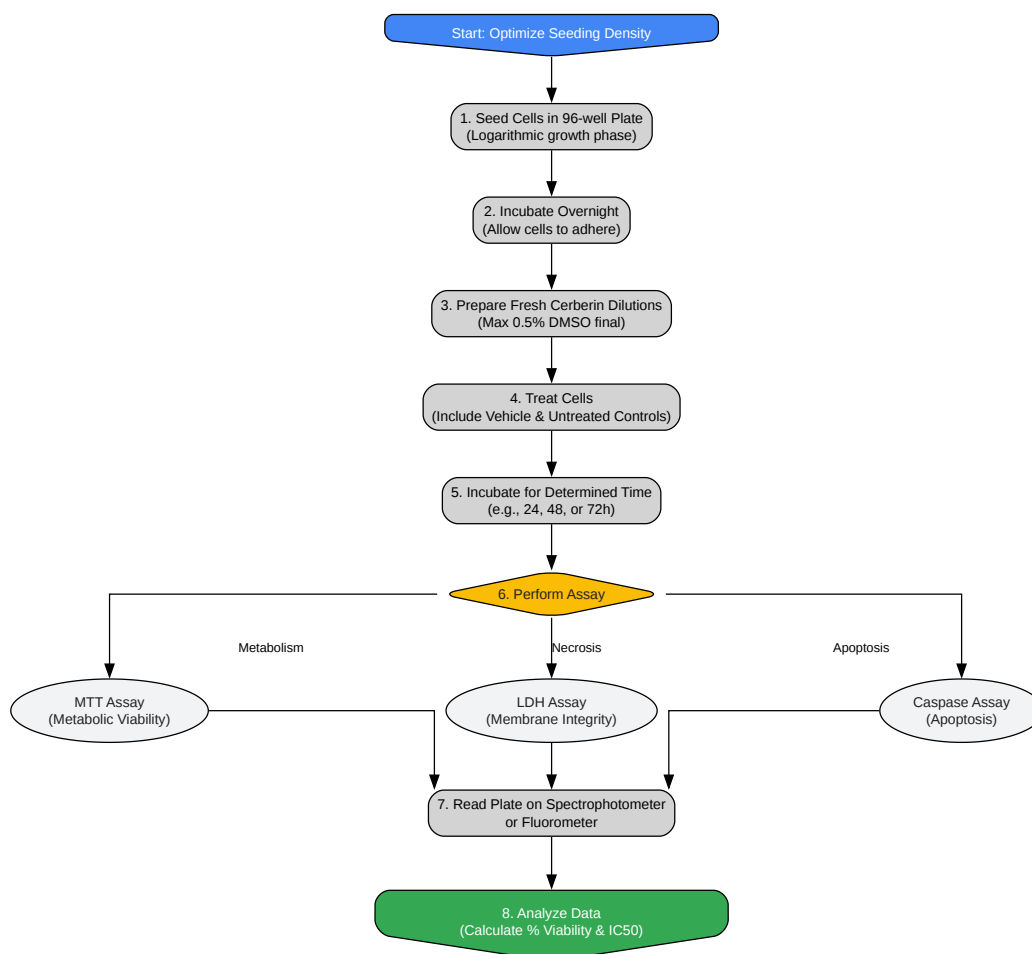 Start: Optimize Seeding Density
1. Seed Cells in 96-well Plate
(Logarithmic growth phase)
2. Incubate Overnight
(Allow cells to adhere)
3. Prepare Fresh Cerberin Dilutions
(Max 0.5% DMSO final)
4. Treat Cells
(Include Vehicle & Untreated Controls)
5. Incubate for Determined Time
(e.g., 24, 48, or 72h)
6. Perform Assay
Metabolism
Necrosis
Apoptosis
MTT Assay
(Metabolic Viability)
LDH Assay
(Membrane Integrity)
Caspase Assay
(Apoptosis)
7. Read Plate on Spectrophotometer
or Fluorometer
8. Analyze Data
(Calculate % Viability & IC50)